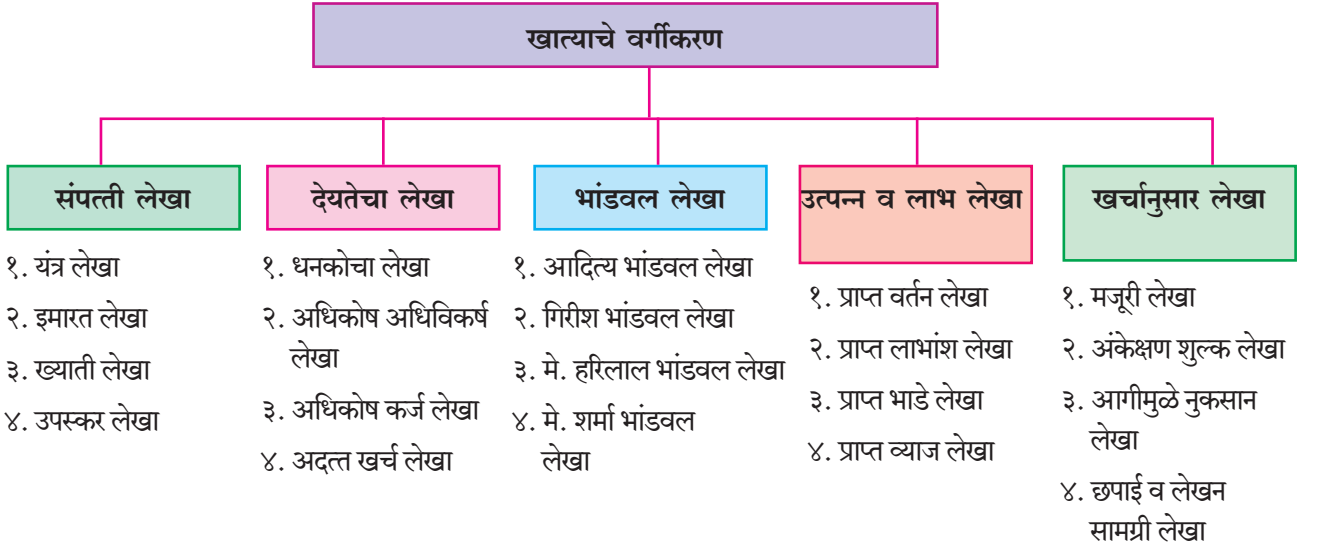 खात्याचे वर्गीकरण
संपत्ती लेखा
१. यंत्र लेखा
२. इमारत लेखा
३. ख्याती लेखा
४. उपस्कर लेखा
देयतेचा लेखा
१. धनकोचा लेखा
२. अधिकोष अधिविकर्ष
लेखा
३. अधिकोष कर्ज लेखा
४. अदत्त खर्च लेखा
भांडवल लेखा
१. आदित्य भांडवल लेखा
२. गिरीश भांडवल लेखा
३. मे. हरिलाल भांडवल लेखा
४. मे. शर्मा भांडवल
लेखा
उत्पन्न व लाभ लेखा
१. प्राप्त वर्तन लेखा
२. प्राप्त लाभांश लेखा
३. प्राप्त भाडे लेखा
४. प्राप्त व्याज लेखा
खर्चानुसार लेखा
१. मजूरी लेखा
२. अंकेक्षण शुल्क लेखा
३. आगीमुळे नुकसान
लेखा
४. छपाई व लेखन
सामग्री लेखा